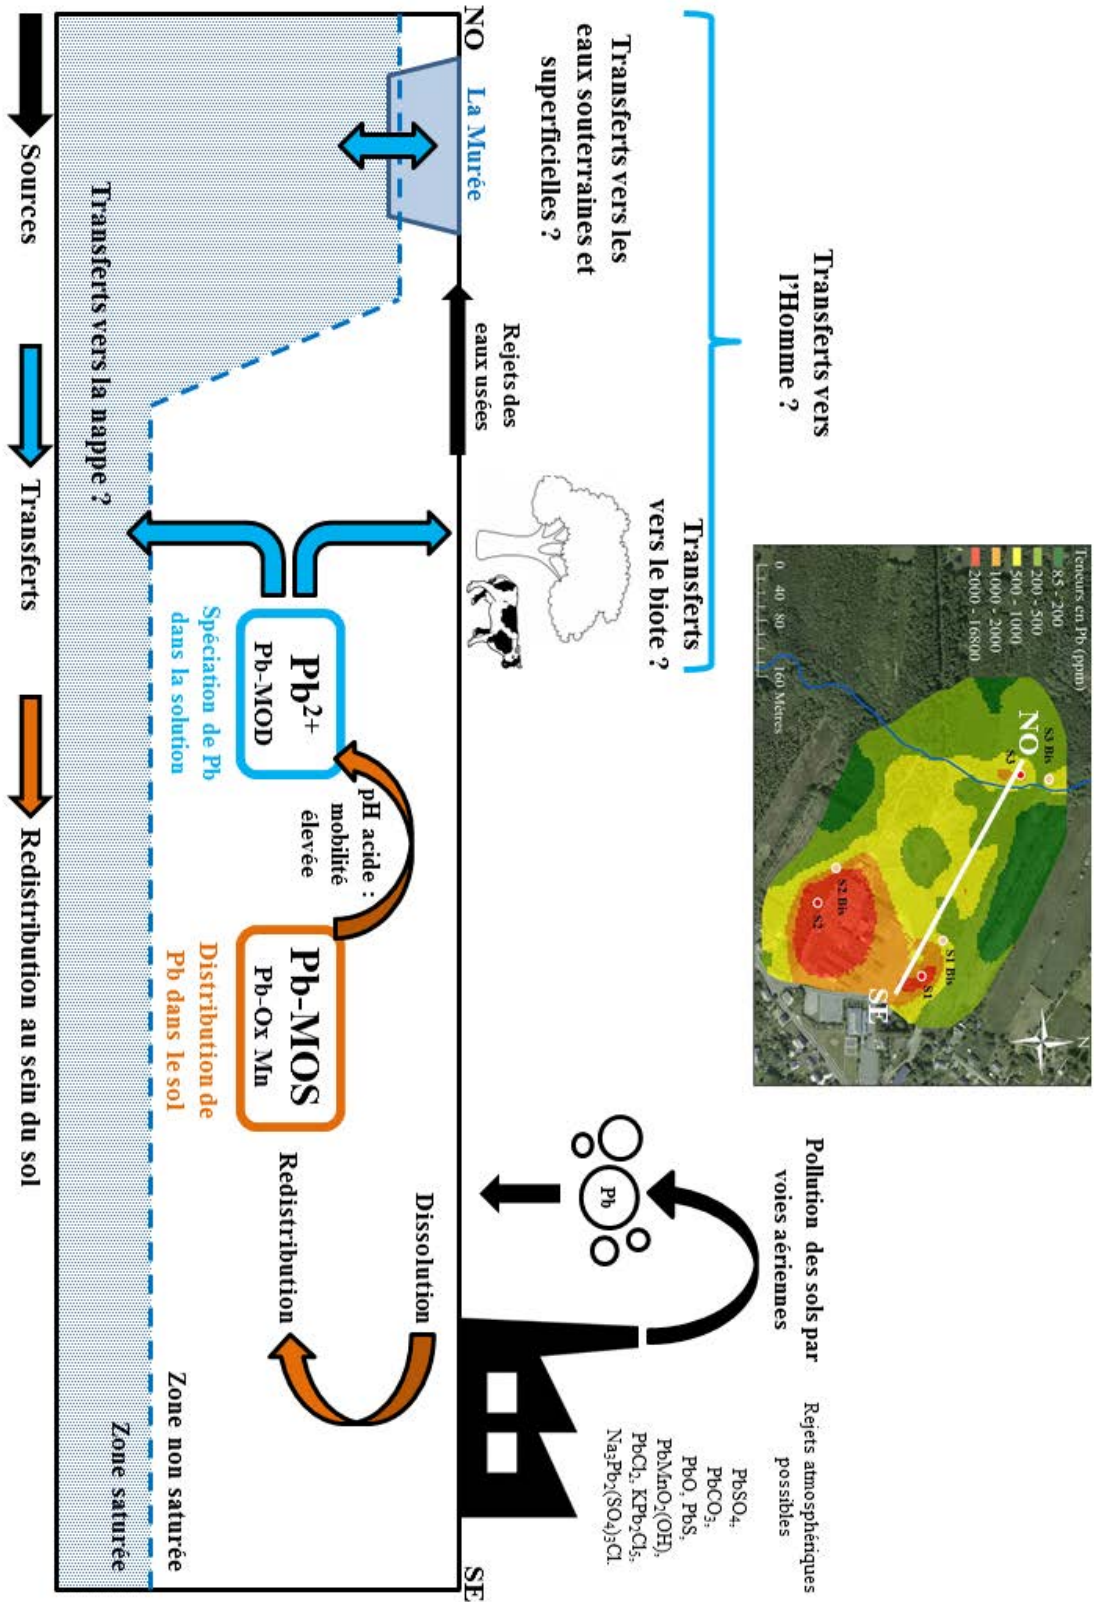 Transferts vers
l'Homme ?
Teneurs en Pb (ppm)
85 - 200
200 - 500
500 - 1000
1000 - 2000
2000 - 16800
0 40 80 160 Mètres
N
NO
SE
S3 Bis
S3
S2 Bis
S2
S1 Bis
S1
Pollution des sols par
voies aériennes
Rejets atmosphériques
possibles
PbSO₄,
PbCO₃,
PbO, PbS,
PbMnO₂(OH),
PbCl₂, KPb₂Cl₅,
Na₃Pb₂(SO₄)₃Cl.
Transferts vers les
eaux souterraines et
superficielles ?
Transferts
vers le biote ?
Pb
Rejets des
eaux usées
NO
SE
La Murée
Dissolution
Redistribution
pH acide :
mobilité
élevée
Pb²⁺
Pb-MOD
Spéciation de Pb
dans la solution
Pb-MOS
Pb-Ox Mn
Distribution de
Pb dans le sol
Zone non saturée
Zone saturée
Transferts vers la nappe ?
Sources
Transferts
Redistribution au sein du sol